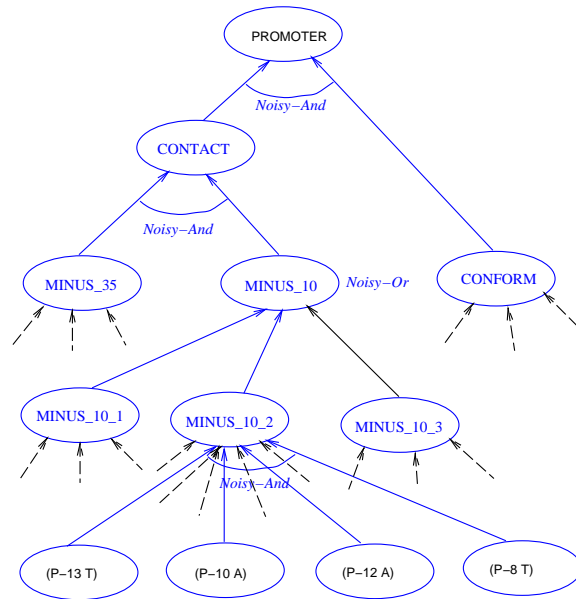 PROMOTER
Noisy−And
CONTACT
Noisy−And
MINUS_35
MINUS_10
Noisy−Or
CONFORM
MINUS_10_1
MINUS_10_2
MINUS_10_3
Noisy−And
(P−13 T)
(P−10 A)
(P−12 A)
(P−8 T)